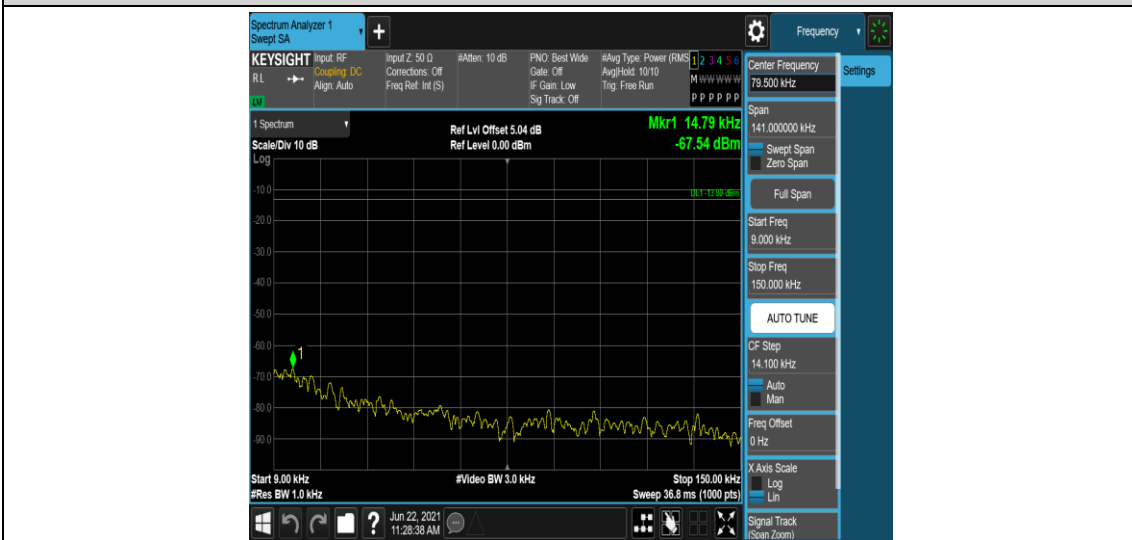 Spectrum Analyzer 1
Swept SA
+
Frequency
KEYSIGHT Input: RF Input Z: 50 Ω #Atten: 10 dB PNO: Best Wide #Avg Type: Power (RMS 1 2 3 4 5 6
RL Coupling: DC Corrections: Off Gate: Off Avg|Hold: 10/10 M W W W W W
Align: Auto Freq Ref: Int (S) IF Gain: Low Trig: Free Run
Sig Track: Off P P P P P P
1 Spectrum
Scale/Div 10 dB
Ref Lvl Offset 5.04 dB
Ref Level 0.00 dBm
Mkr1 14.79 kHz
-67.54 dBm
Log
DL1 -13.00 dBm
-10.0
-20.0
-30.0
-40.0
-50.0
-60.0
1
-70.0
-80.0
-90.0
Start 9.00 kHz #Video BW 3.0 kHz Stop 150.00 kHz
#Res BW 1.0 kHz Sweep 36.8 ms (1000 pts)
?
Jun 22, 2021
11:28:38 AM
Center Frequency
79.500 kHz
Settings
Span
141.000000 kHz
Swept Span
Zero Span
Full Span
Start Freq
9.000 kHz
Stop Freq
150.000 kHz
AUTO TUNE
CF Step
14.100 kHz
Auto
Man
Freq Offset
0 Hz
X Axis Scale
Log
Lin
Signal Track
(Span Zoom)